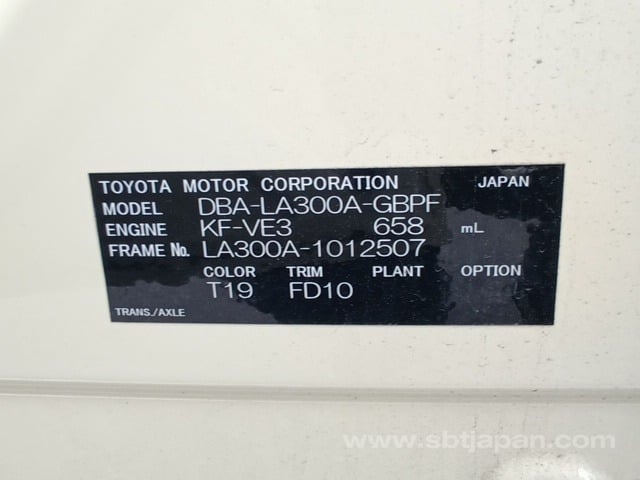 TOYOTA MOTOR CORPORATION JAPAN
MODEL DBA-LA300A-GBPF
ENGINE KF-VE3 658 mL
FRAME No. LA300A-1012507
COLOR TRIM PLANT OPTION
T19 FD10
TRANS./AXLE
www.sbtjapan.com